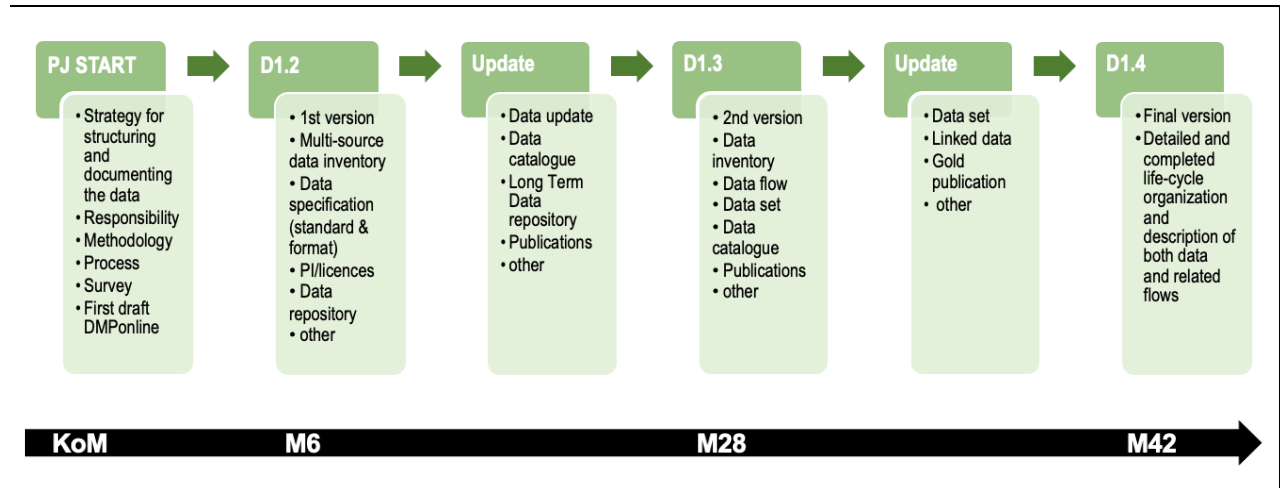 PJ START
• Strategy for
structuring
and
documenting
the data
• Responsibility
• Methodology
• Process
• Survey
• First draft
DMPonline
D1.2
• 1st version
• Multi-source
data inventory
• Data
specification
(standard &
format)
• PI/licences
• Data
repository
• other
Update
• Data update
• Data
catalogue
• Long Term
Data
repository
• Publications
• other
D1.3
• 2nd version
• Data
inventory
• Data flow
• Data set
• Data
catalogue
• Publications
• other
Update
• Data set
• Linked data
• Gold
publication
• other
D1.4
• Final version
• Detailed and
completed
life-cycle
organization
and
description of
both data
and related
flows
KoM
M6
M28
M42